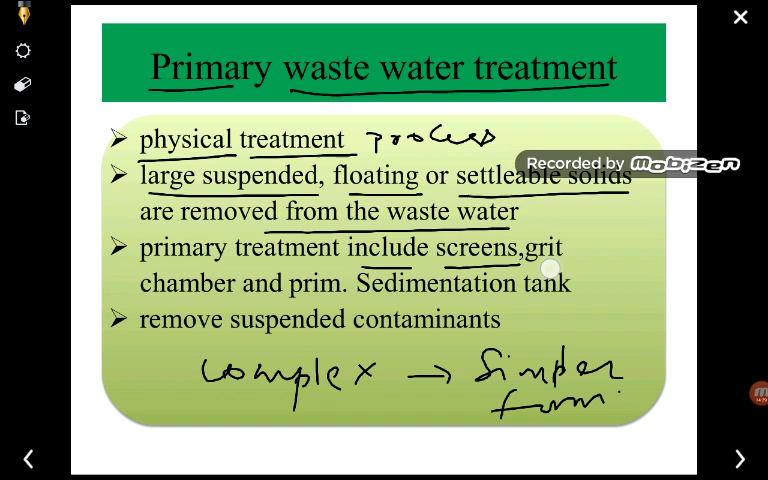 Primary waste water treatment
➢ physical treatment process
Recorded by Mobizen
➢ large suspended, floating or settleable solids
are removed from the waste water
➢ primary treatment include screens,grit
chamber and prim. Sedimentation tank
➢ remove suspended contaminants
complex → Simpler
form